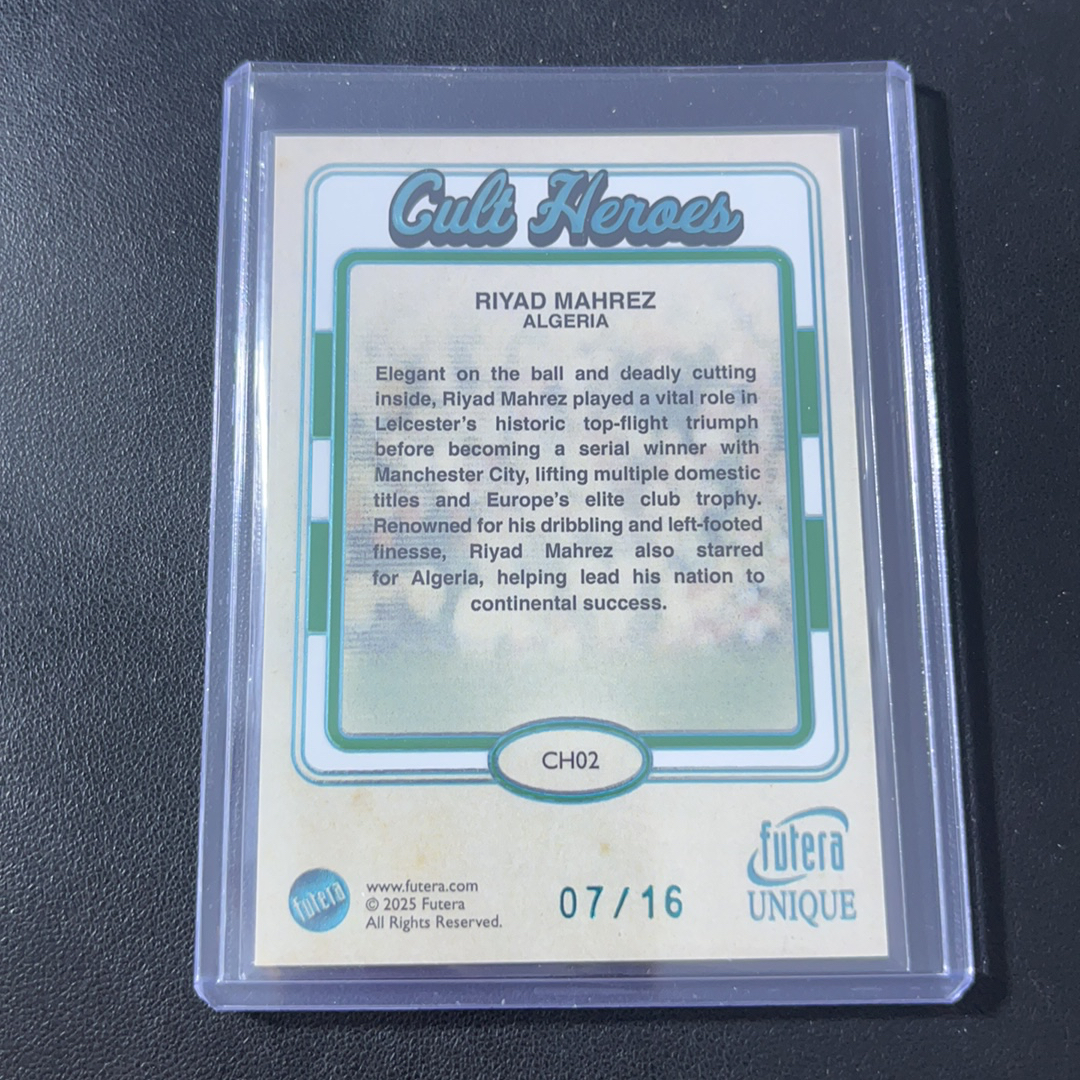 Cult Heroes
RIYAD MAHREZ
ALGERIA
Elegant on the ball and deadly cutting
inside, Riyad Mahrez played a vital role in
Leicester's historic top-flight triumph
before becoming a serial winner with
Manchester City, lifting multiple domestic
titles and Europe's elite club trophy.
Renowned for his dribbling and left-footed
finesse, Riyad Mahrez also starred
for Algeria, helping lead his nation to
continental success.
CH02
futera
UNIQUE
futera
www.futera.com
© 2025 Futera
All Rights Reserved.
07/16